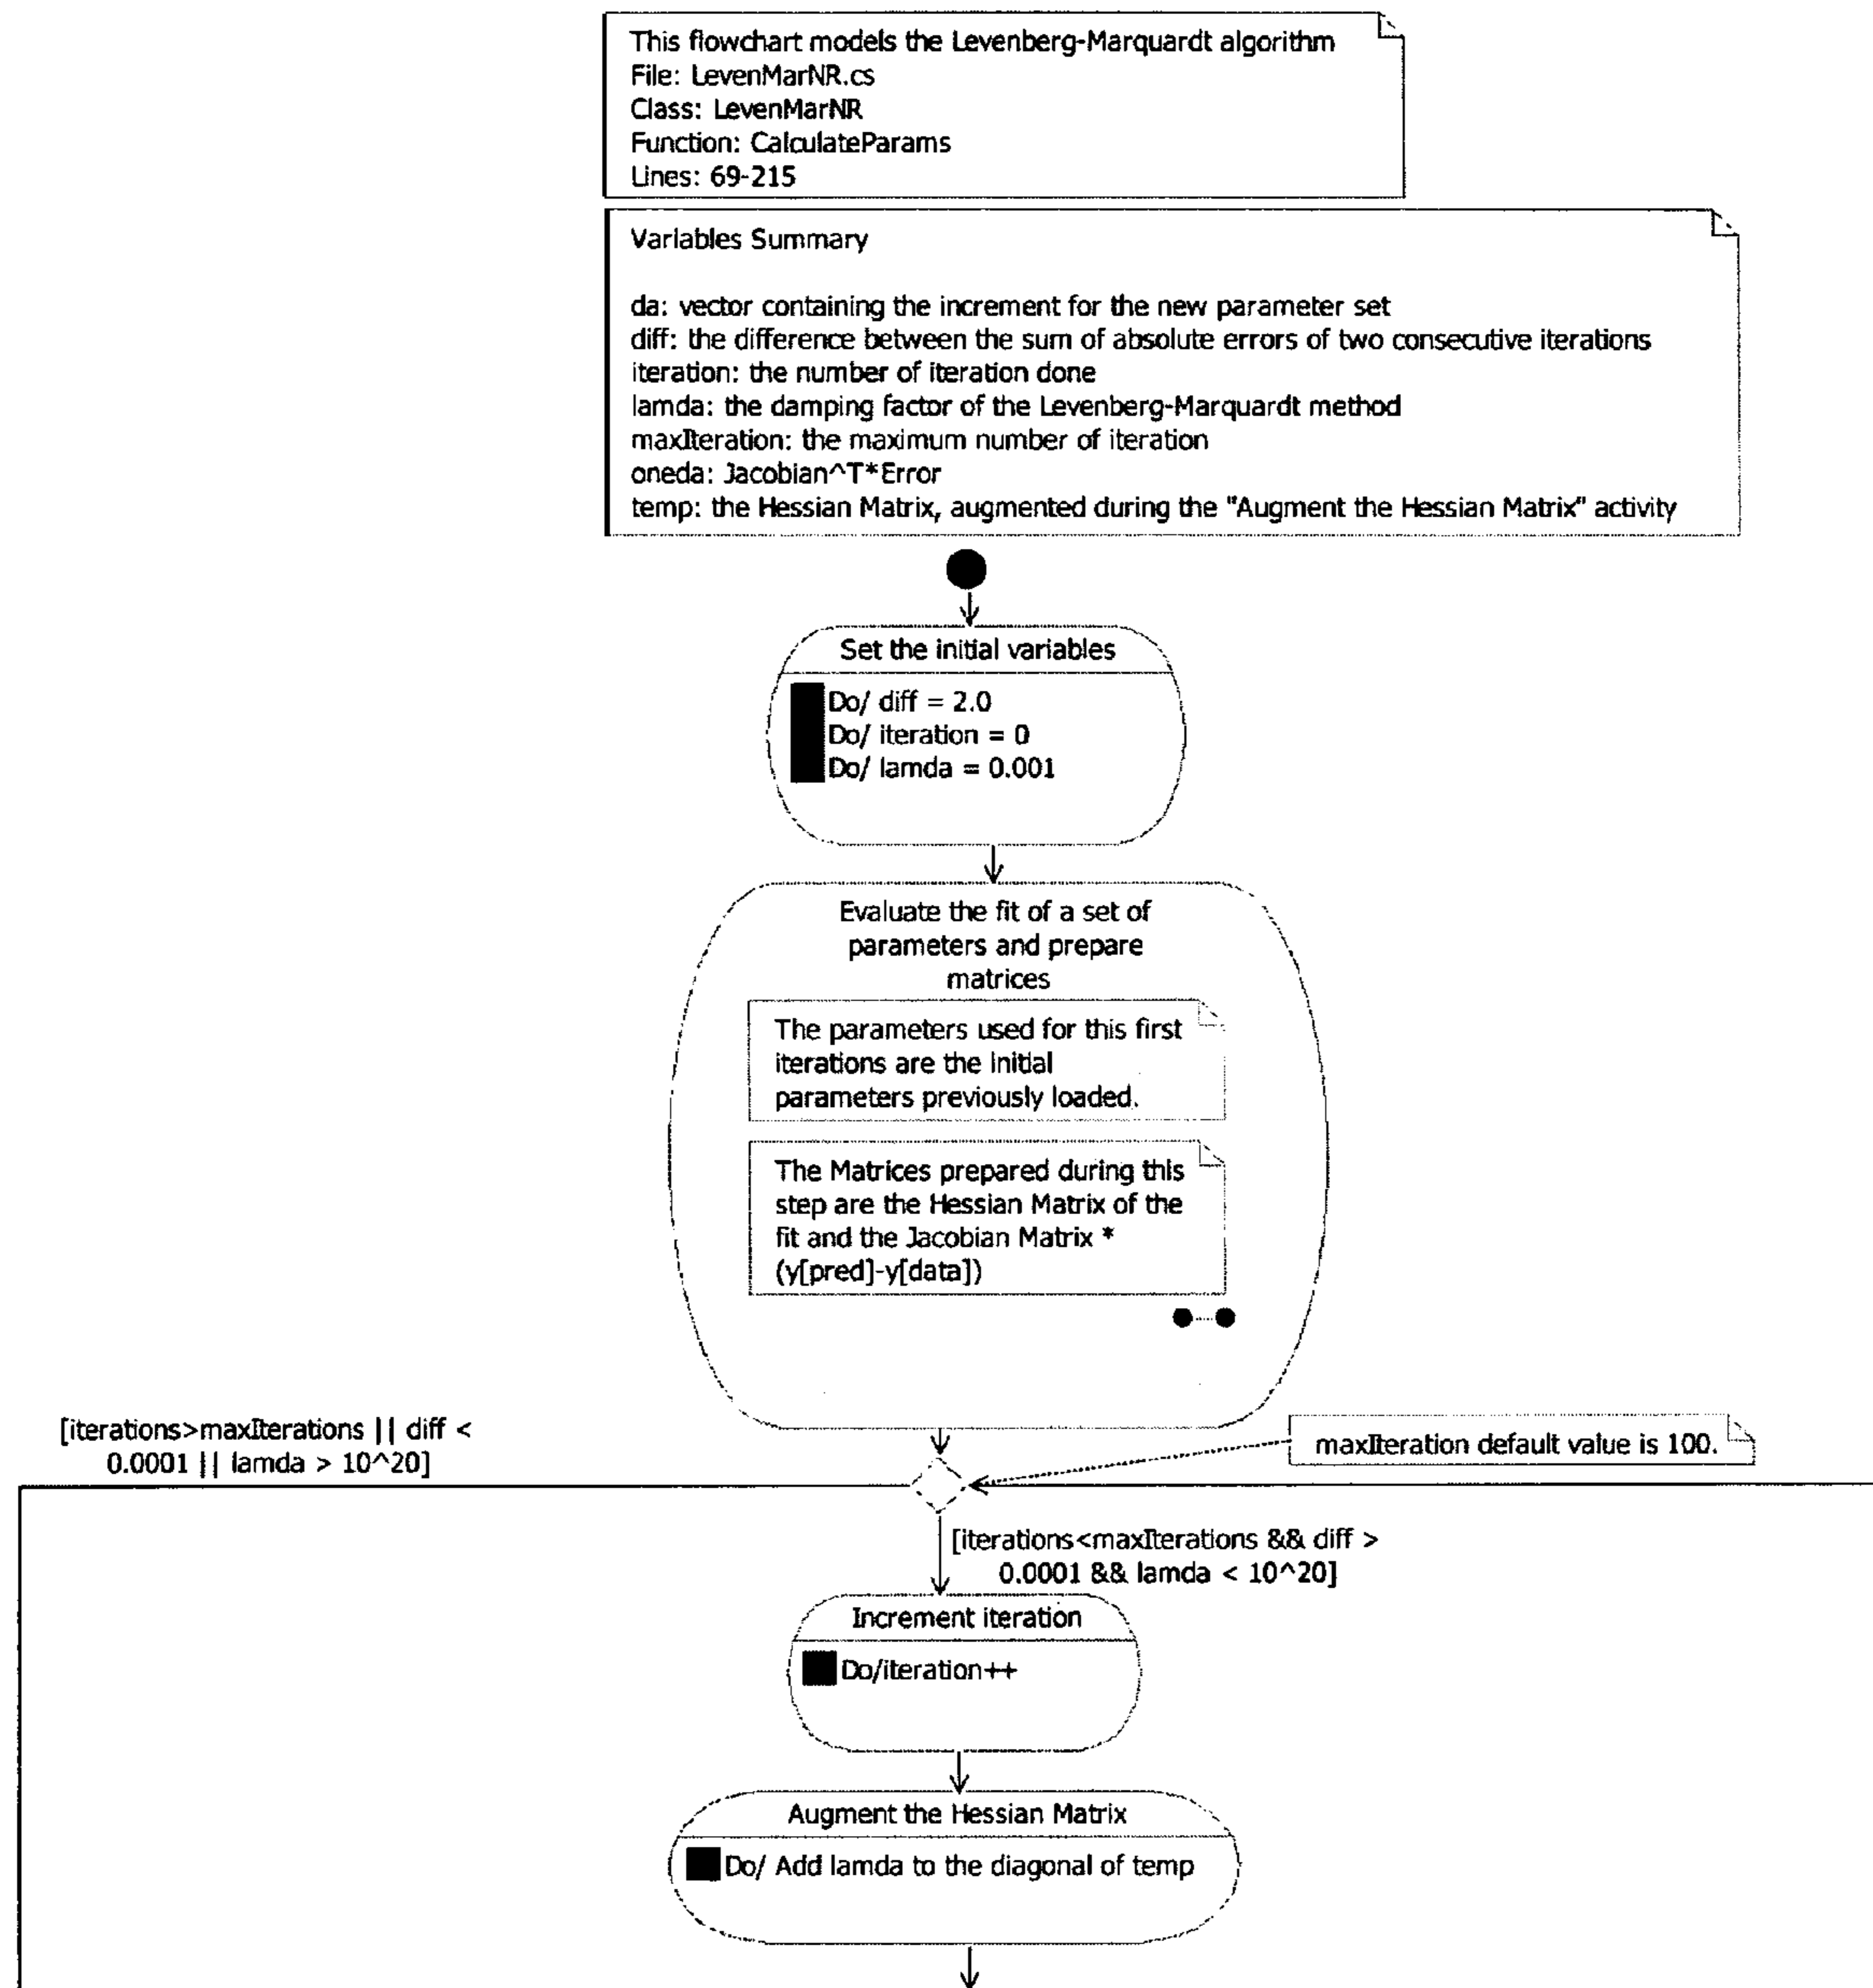 This flowchart models the Levenberg-Marquardt algorithm
File: LevenMarNR.cs
Class: LevenMarNR
Function: CalculateParams
Lines: 69-215
Variables Summary
da: vector containing the increment for the new parameter set
diff: the difference between the sum of absolute errors of two consecutive iterations
iteration: the number of iteration done
lamda: the damping factor of the Levenberg-Marquardt method
maxIteration: the maximum number of iteration
oneda: Jacobian^T*Error
temp: the Hessian Matrix, augmented during the "Augment the Hessian Matrix" activity
Set the initial variables
Do/ diff = 2.0
Do/ iteration = 0
Do/ lamda = 0.001
Evaluate the fit of a set of
parameters and prepare
matrices
The parameters used for this first
iterations are the initial
parameters previously loaded.
The Matrices prepared during this
step are the Hessian Matrix of the
fit and the Jacobian Matrix *
(y[pred]-y[data])
[iterations>maxIterations || diff <
0.0001 || lamda > 10^20]
maxIteration default value is 100.
[iterations<maxIterations && diff >
0.0001 && lamda < 10^20]
Increment iteration
Do/iteration++
Augment the Hessian Matrix
Do/ Add lamda to the diagonal of temp